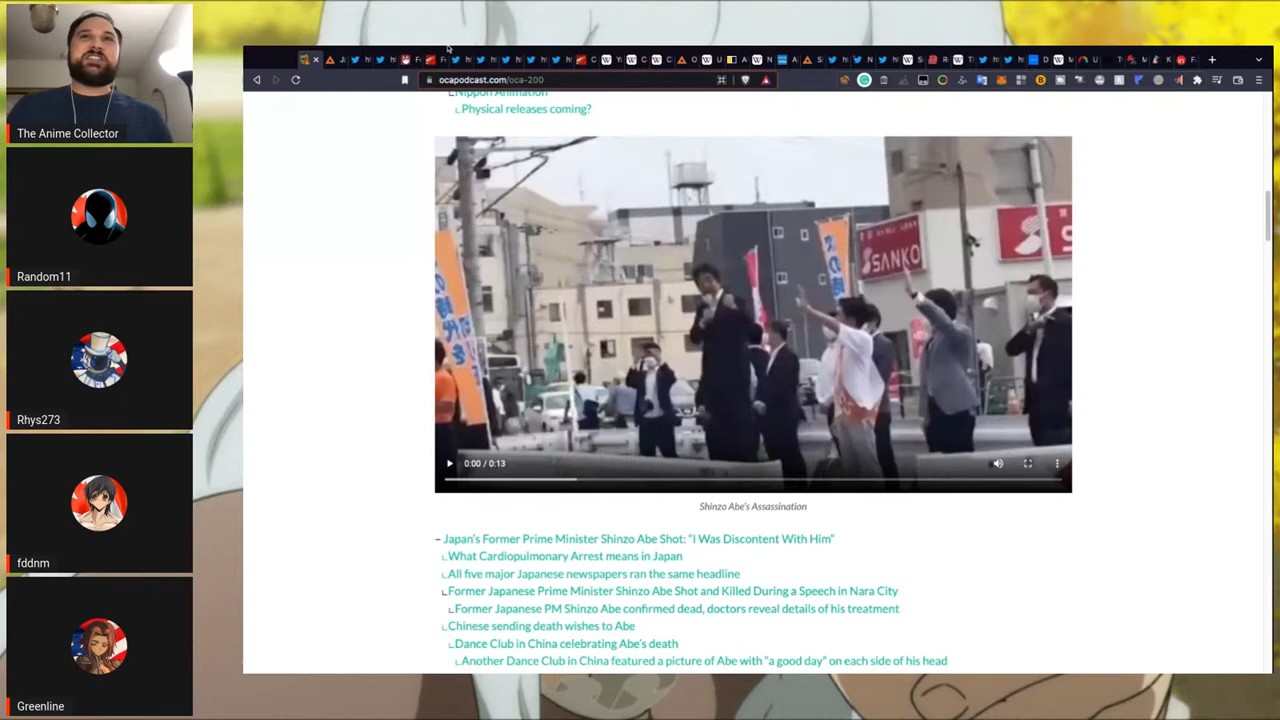 The Anime Collector
Random11
Rhys273
fddnm
Greenline
ocapodcast.com/oca-200
Nippon Animation
Physical releases coming?
SANKO
0:00 / 0:13
Shinzo Abe's Assassination
– Japan's Former Prime Minister Shinzo Abe Shot: "I Was Discontent With Him"
What Cardiopulmonary Arrest means in Japan
All five major Japanese newspapers ran the same headline
Former Japanese Prime Minister Shinzo Abe Shot and Killed During a Speech in Nara City
Former Japanese PM Shinzo Abe confirmed dead, doctors reveal details of his treatment
Chinese sending death wishes to Abe
Dance Club in China celebrating Abe's death
Another Dance Club in China featured a picture of Abe with "a good day" on each side of his head